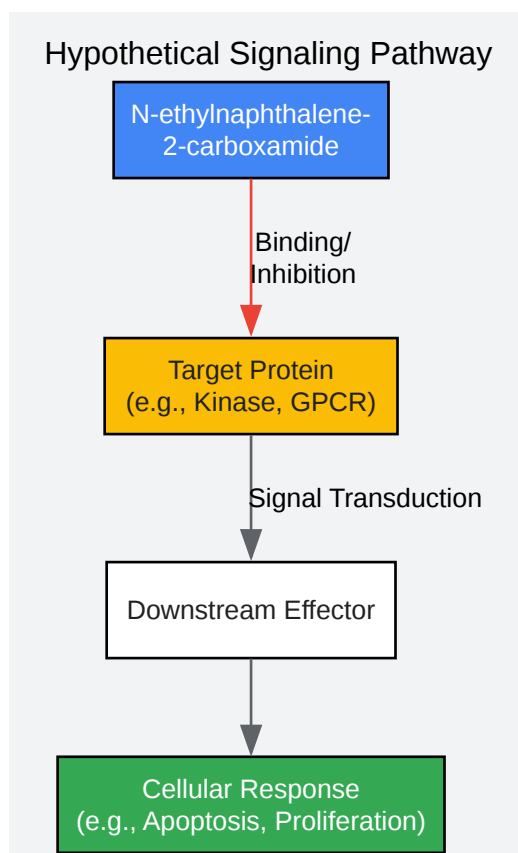 Hypothetical Signaling Pathway
N-ethylnaphthalene-
2-carboxamide
Binding/
Inhibition
Target Protein
(e.g., Kinase, GPCR)
Signal Transduction
Downstream Effector
Cellular Response
(e.g., Apoptosis, Proliferation)